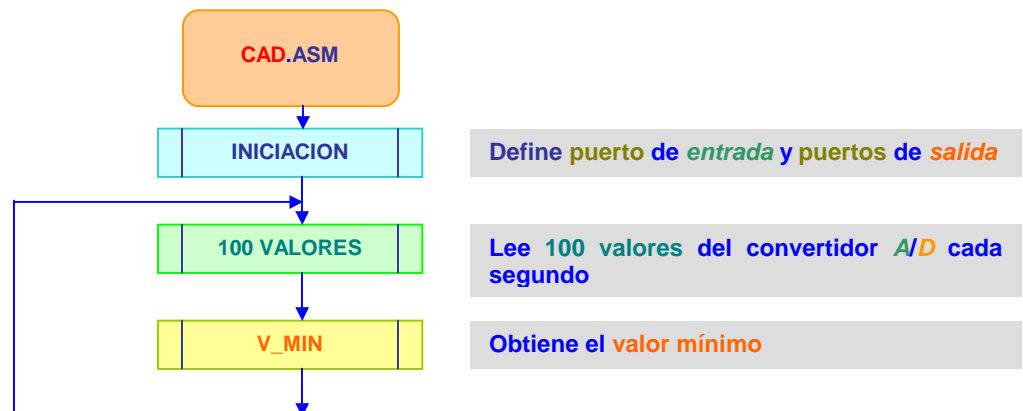 CAD.ASM
INICIACION
Define puerto de entrada y puertos de salida
100 VALORES
Lee 100 valores del convertidor A/D cada
segundo
V_MIN
Obtiene el valor mínimo